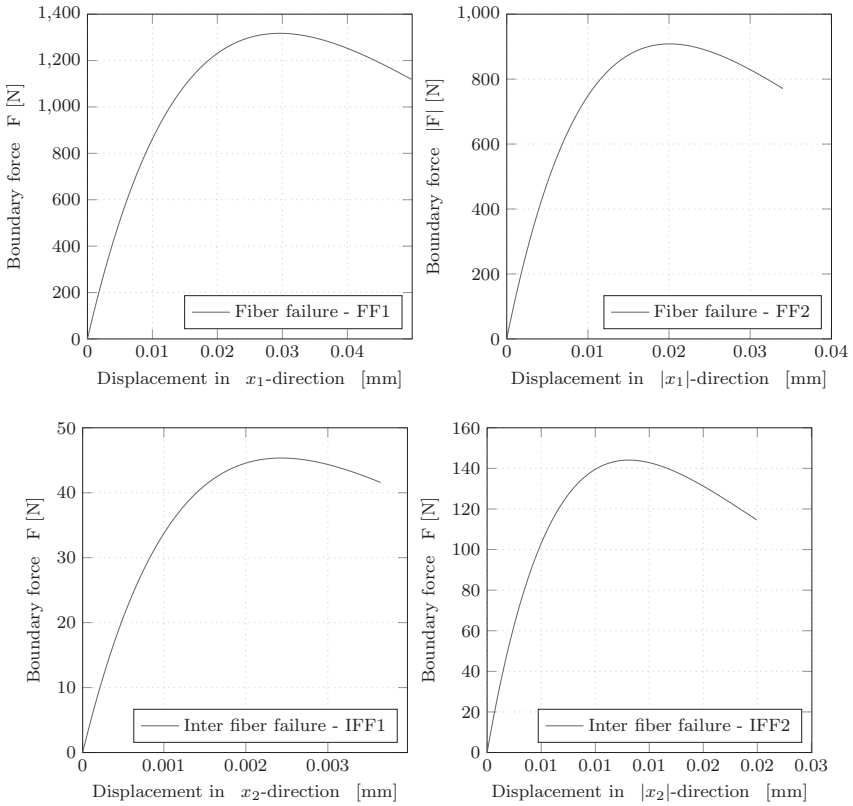 1,400
1,200
1,000
800
600
400
200
0
Boundary force F [N]
0 0.01 0.02 0.03 0.04
Displacement in x₁-direction [mm]
Fiber failure - FF1
1,000
800
600
400
200
0
Boundary force |F| [N]
0 0.01 0.02 0.03 0.04
Displacement in |x₁|-direction [mm]
Fiber failure - FF2
50
40
30
20
10
0
Boundary force F [N]
0 0.001 0.002 0.003
Displacement in x₂-direction [mm]
Inter fiber failure - IFF1
160
140
120
100
80
60
40
20
0
Boundary force F [N]
0 0.01 0.01 0.01 0.02 0.02 0.03
Displacement in |x₂|-direction [mm]
Inter fiber failure - IFF2